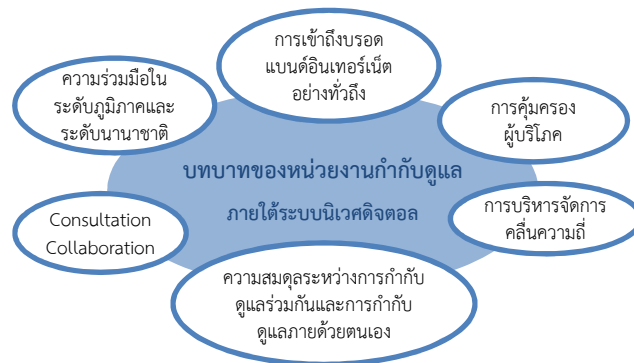 การเข้าถึงบรอด
แบนด์อินเทอร์เน็ต
อย่างทั่วถึง
ความร่วมมือใน
ระดับภูมิภาคและ
ระดับนานาชาติ
การคุ้มครอง
ผู้บริโภค
บทบาทของหน่วยงานกำกับดูแล
ภายใต้ระบบนิเวศดิจตอล
Consultation
Collaboration
การบริหารจัดการ
คลื่นความถี่
ความสมดุลระหว่างการกำกับ
ดูแลร่วมกันและการกำกับ
ดูแลภายด้วยตนเอง